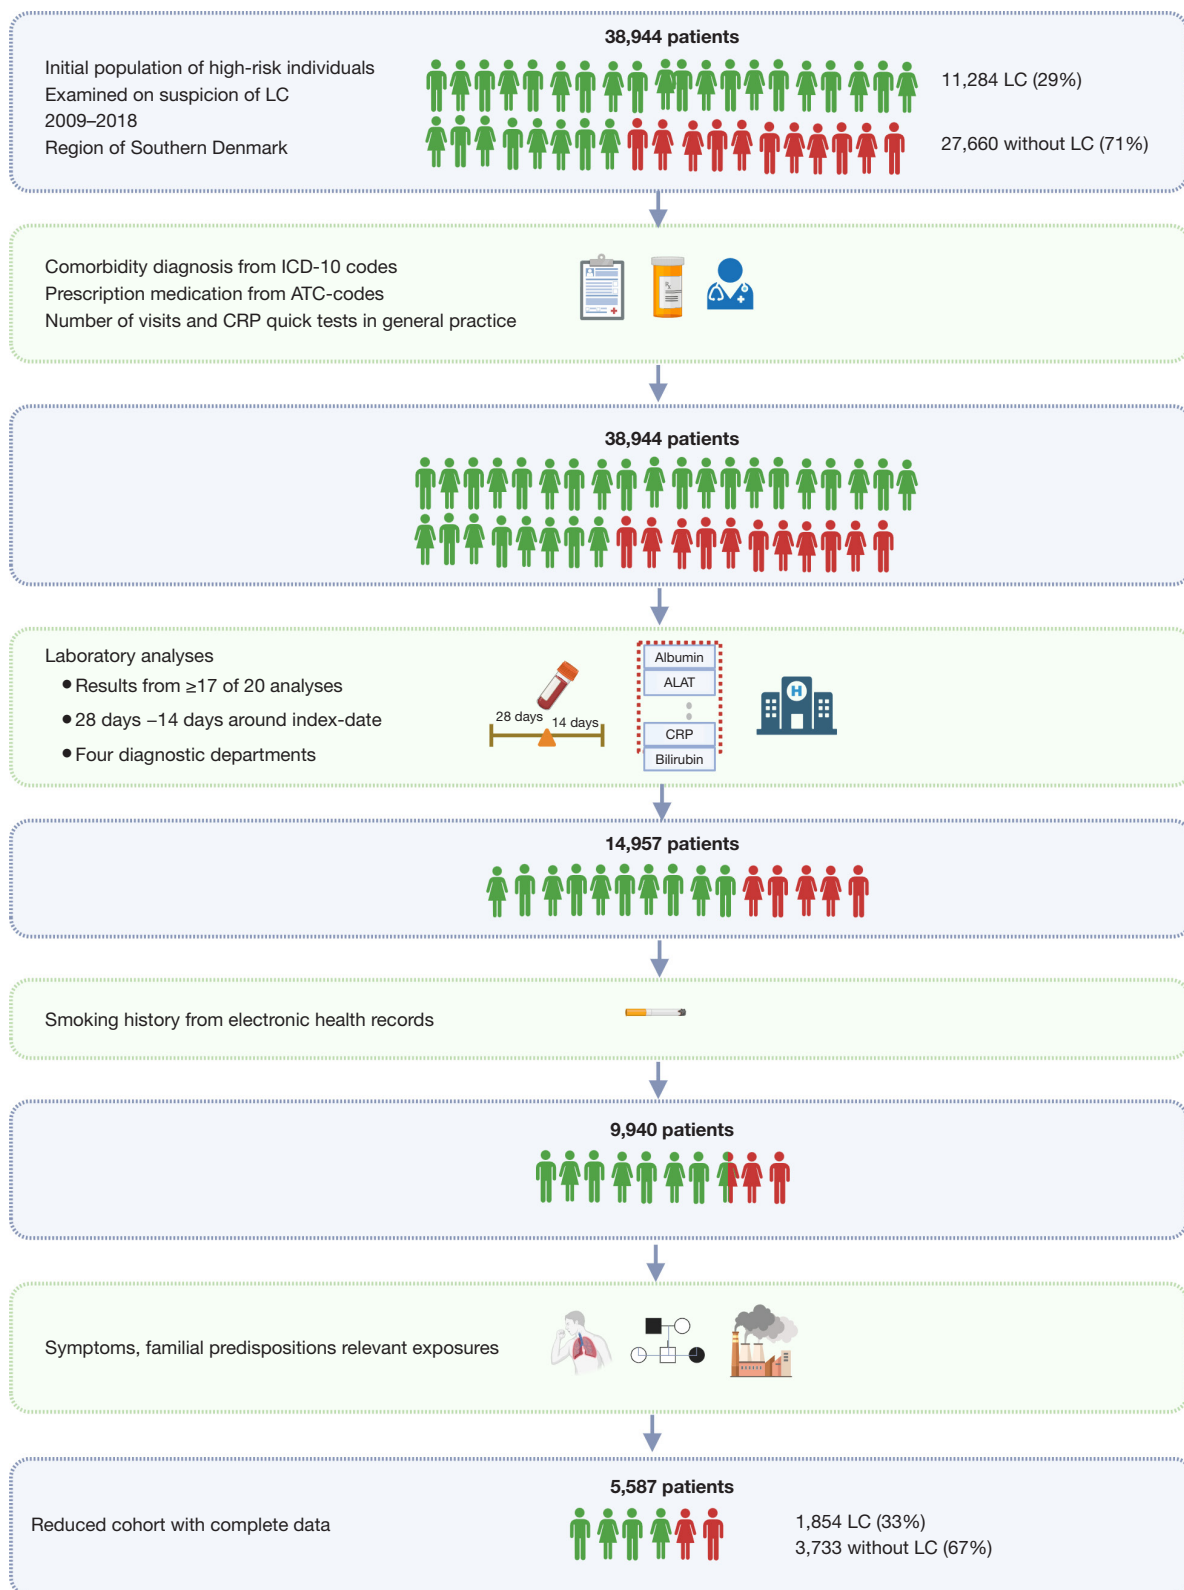 38,944 patients
Initial population of high-risk individuals
Examined on suspicion of LC
2009–2018
Region of Southern Denmark
11,284 LC (29%)
27,660 without LC (71%)
Comorbidity diagnosis from ICD-10 codes
Prescription medication from ATC-codes
Number of visits and CRP quick tests in general practice
38,944 patients
Laboratory analyses
● Results from ≥17 of 20 analyses
● 28 days –14 days around index-date
● Four diagnostic departments
28 days
14 days
Albumin
ALAT
CRP
Bilirubin
H
14,957 patients
Smoking history from electronic health records
9,940 patients
Symptoms, familial predispositions relevant exposures
5,587 patients
Reduced cohort with complete data
1,854 LC (33%)
3,733 without LC (67%)